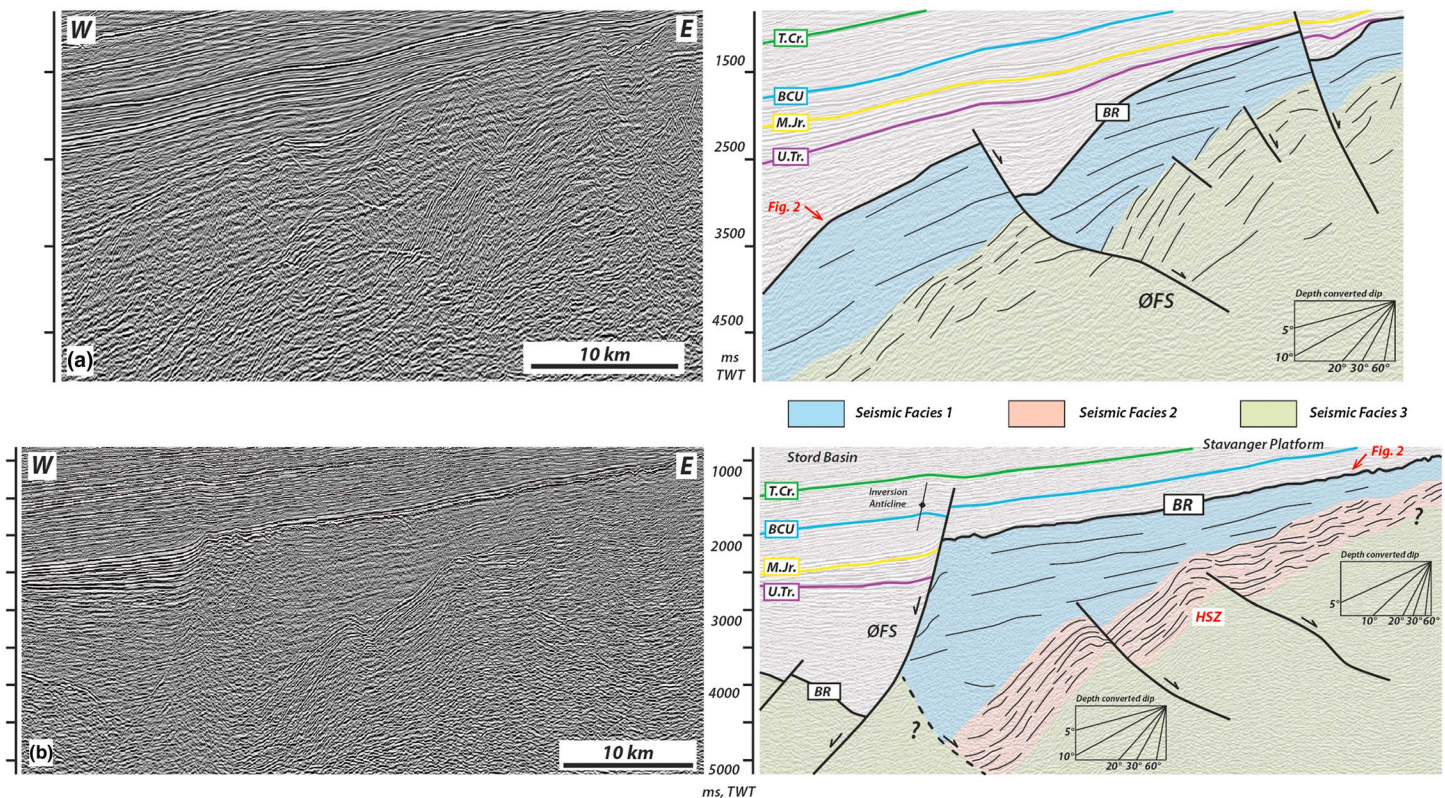 W
E
1500
2500
3500
4500
ms
TWT
(a)
10 km
T.Cr.
BCU
M.Jr.
U.Tr.
BR
Fig. 2
ØFS
Depth converted dip
5°
10°
20° 30° 60°
Seismic Facies 1
Seismic Facies 2
Seismic Facies 3
W
E
1000
2000
3000
4000
5000
ms, TWT
(b)
10 km
Stord Basin
Stavanger Platform
Fig. 2
T.Cr.
Inversion
Anticline
BR
BCU
M.Jr.
U.Tr.
ØFS
HSZ
?
Depth converted dip
5°
10° 20°30°60°
BR
?
Depth converted dip
5°
10°
20° 30° 60°